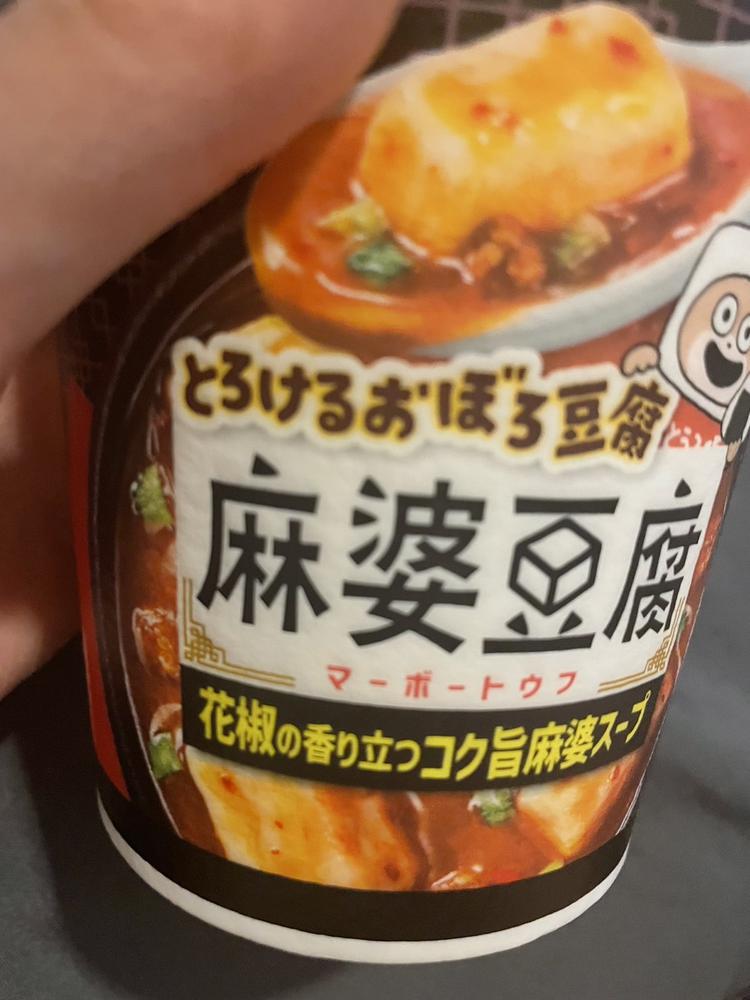 とろけるおぼろ豆腐
麻婆豆腐
マーボートウフ
花椒の香り立つコク旨麻婆スープ